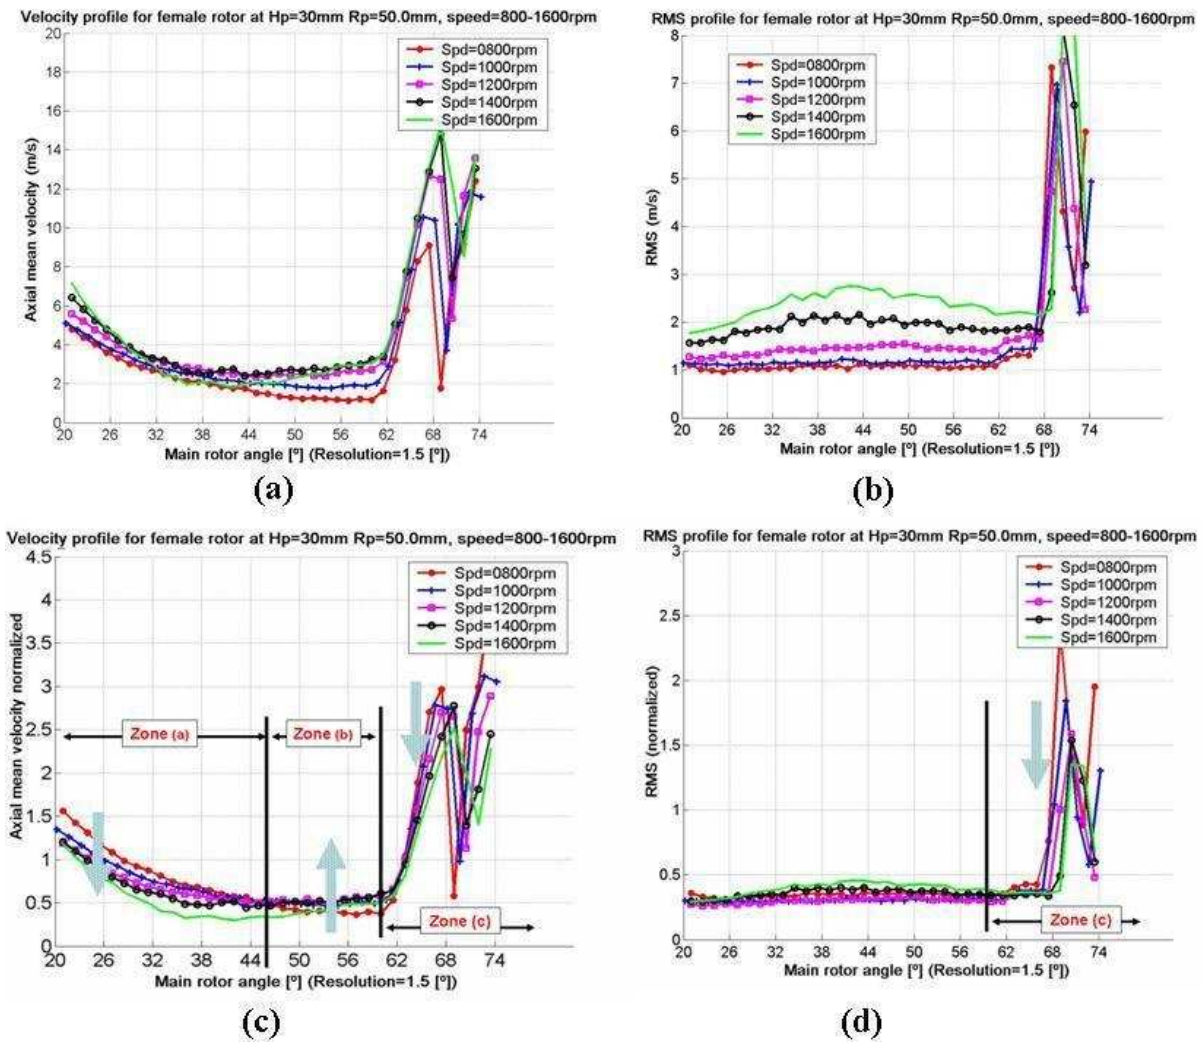 Velocity profile for female rotor at Hp=30mm Rp=50.0mm, speed=800-1600rpm
20
18
16
14
12
10
8
6
4
2
0
Axial mean velocity (m/s)
Spd=0800rpm
Spd=1000rpm
Spd=1200rpm
Spd=1400rpm
Spd=1600rpm
20 26 32 38 44 50 56 62 68 74
Main rotor angle [º] (Resolution=1.5 [º])
(a)
RMS profile for female rotor at Hp=30mm Rp=50.0mm, speed=800-1600rpm
8
7
6
5
4
3
2
1
0
RMS (m/s)
Spd=0800rpm
Spd=1000rpm
Spd=1200rpm
Spd=1400rpm
Spd=1600rpm
20 26 32 38 44 50 56 62 68 74
Main rotor angle [º] (Resolution=1.5 [º])
(b)
Velocity profile for female rotor at Hp=30mm Rp=50.0mm, speed=800-1600rpm
4.5
4
3.5
3
2.5
2
1.5
1
0.5
0
Axial mean velocity normalized
Spd=0800rpm
Spd=1000rpm
Spd=1200rpm
Spd=1400rpm
Spd=1600rpm
Zone (a)
Zone (b)
Zone (c)
20 26 32 38 44 50 56 62 68 74
Main rotor angle [º] (Resolution=1.5 [º])
(c)
RMS profile for female rotor at Hp=30mm Rp=50.0mm, speed=800-1600rpm
3
2.5
2
1.5
1
0.5
0
RMS (normalized)
Spd=0800rpm
Spd=1000rpm
Spd=1200rpm
Spd=1400rpm
Spd=1600rpm
Zone (c)
20 26 32 38 44 50 56 62 68 74
Main rotor angle [º] (Resolution=1.5 [º])
(d)